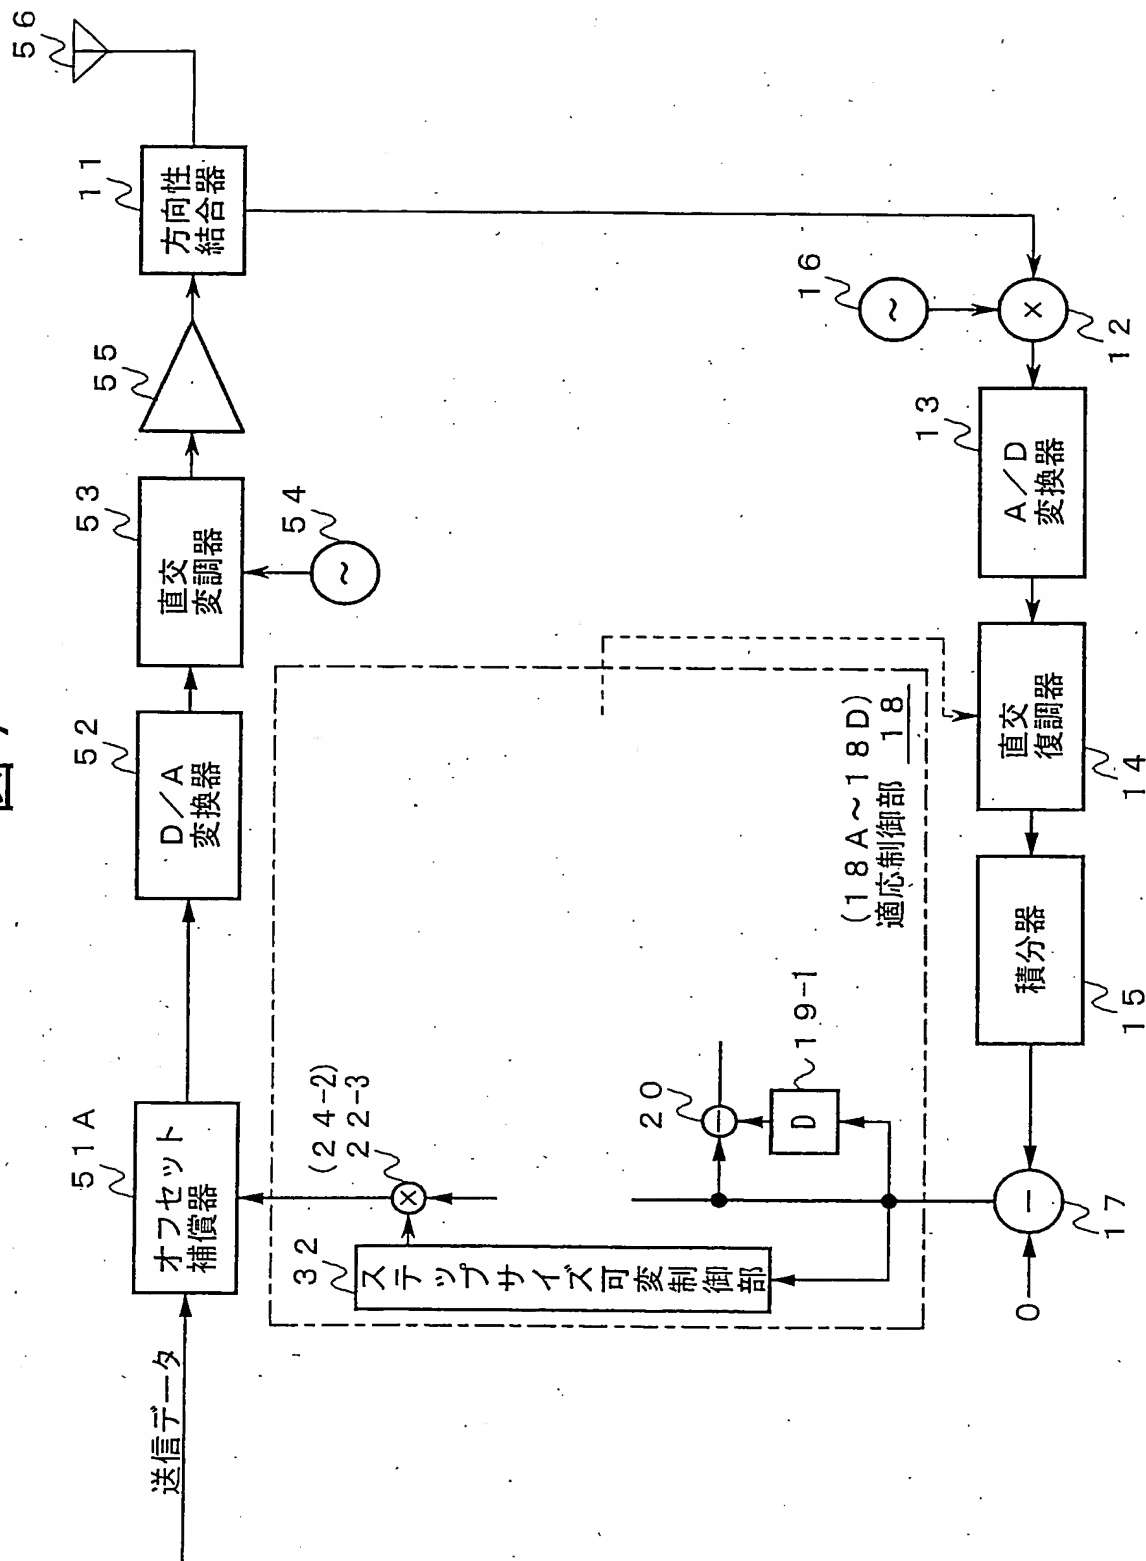 送信データ
51A
オフセット
補償器
52
D/A
変換器
53
直交
変調器
54
~
55
11
方向性
結合器
56
(24-2)
22-3
×
32
ステップサイズ可変制御部
20
−
D
19-1
(18A~18D)
適応制御部 18
16
~
×
12
13
A/D
変換器
直交
復調器
14
積分器
15
−
17
0